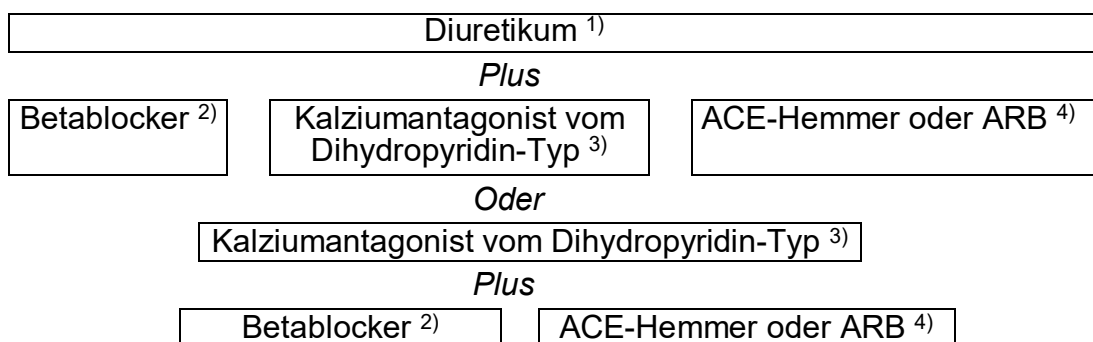 Diuretikum 1)
Plus
Betablocker 2) Kalziumantagonist vom Dihydropyridin-Typ 3) ACE-Hemmer oder ARB 4)
Oder
Kalziumantagonist vom Dihydropyridin-Typ 3)
Plus
Betablocker 2) ACE-Hemmer oder ARB 4)